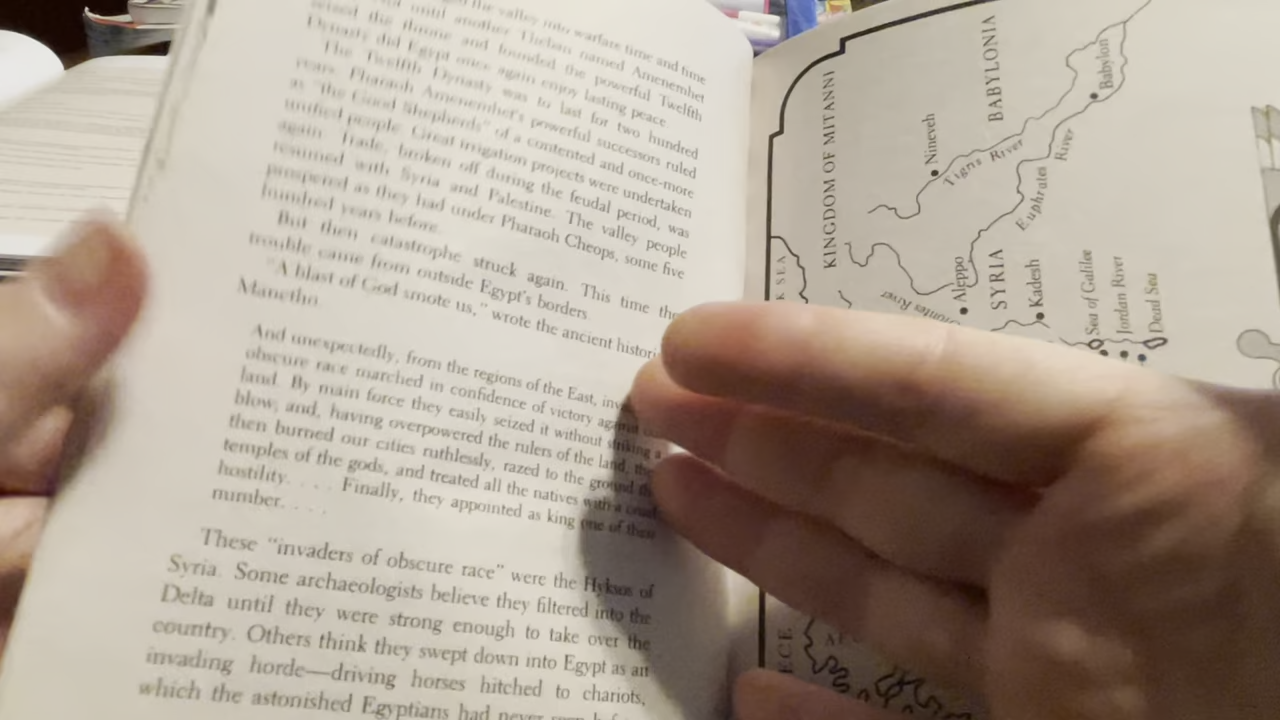 the valley into warfare time and time
until another Theban named Amenemhet
seized the throne and founded the powerful Twelfth
Dynasty did Egypt once again enjoy lasting peace.
The Twelfth Dynasty was to last for two hundred
years. Pharaoh Amenemhet's powerful successors ruled
as "the Good Shepherds" of a contented and once-more
unified people. Great irrigation projects were undertaken
again. Trade, broken off during the feudal period, was
resumed with Syria and Palestine. The valley people
prospered as they had under Pharaoh Cheops, some five
hundred years before.
But then catastrophe struck again. This time the
trouble came from outside Egypt's borders.
"A blast of God smote us," wrote the ancient histori
Manetho.
And unexpectedly, from the regions of the East, inv
obscure race marched in confidence of victory against
land. By main force they easily seized it without striking a
blow; and, having overpowered the rulers of the land, the
then burned our cities ruthlessly, razed to the ground the
temples of the gods, and treated all the natives with a cruel
hostility. . . . Finally, they appointed as king one of their
number. . . .
These "invaders of obscure race" were the Hyksos of
Syria. Some archaeologists believe they filtered into the
Delta until they were strong enough to take over the
country. Others think they swept down into Egypt as an
invading horde—driving horses hitched to chariots,
which the astonished Egyptians had never seen
KINGDOM OF MITANNI
BABYLONIA
Nineveh
Babylon
Tigris River
Euphrates River
K SEA
Orontes River
Aleppo
SYRIA
Kadesh
Sea of Galilee
Jordan River
Dead Sea
ECE